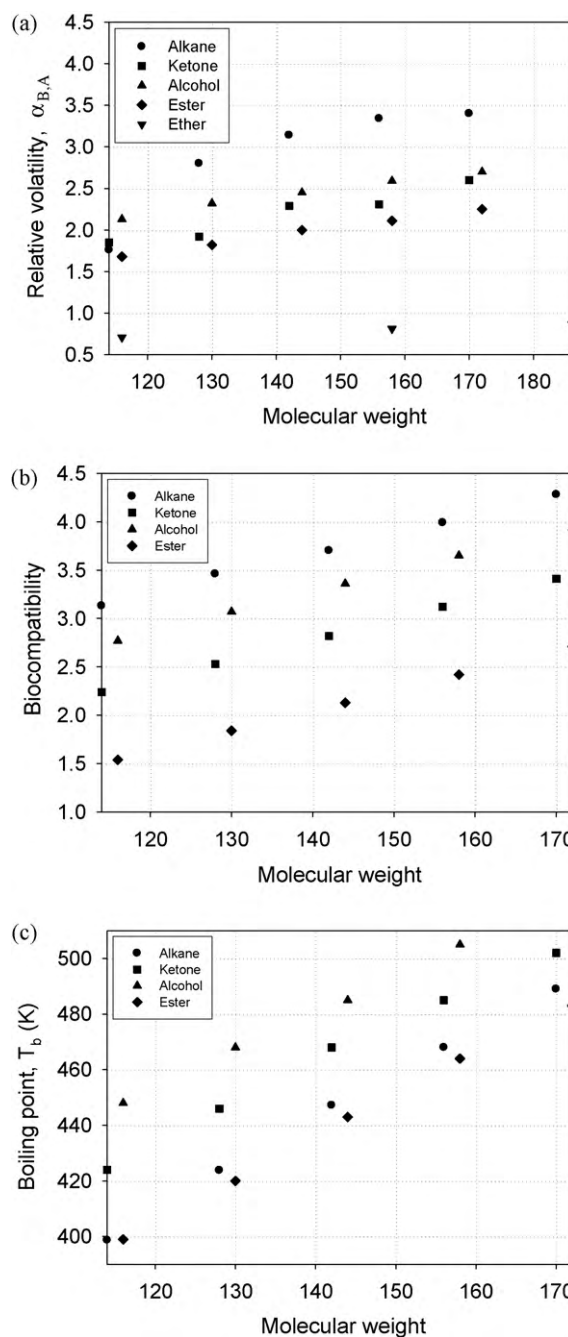 (a)
4.5
4.0
3.5
3.0
2.5
2.0
1.5
1.0
0.5
Relative volatility, α_B,A
Alkane
Ketone
Alcohol
Ester
Ether
120 130 140 150 160 170 180
Molecular weight
(b)
4.5
4.0
3.5
3.0
2.5
2.0
1.5
1.0
Biocompatibility
Alkane
Ketone
Alcohol
Ester
120 130 140 150 160 170
Molecular weight
(c)
500
480
460
440
420
400
Boiling point, T_b (K)
Alkane
Ketone
Alcohol
Ester
120 130 140 150 160 170
Molecular weight